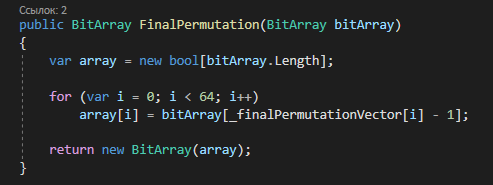 Ссылок: 2
public BitArray FinalPermutation(BitArray bitArray)
{
var array = new bool[bitArray.Length];
for (var i = 0; i < 64; i++)
array[i] = bitArray[_finalPermutationVector[i] - 1];
return new BitArray(array);
}